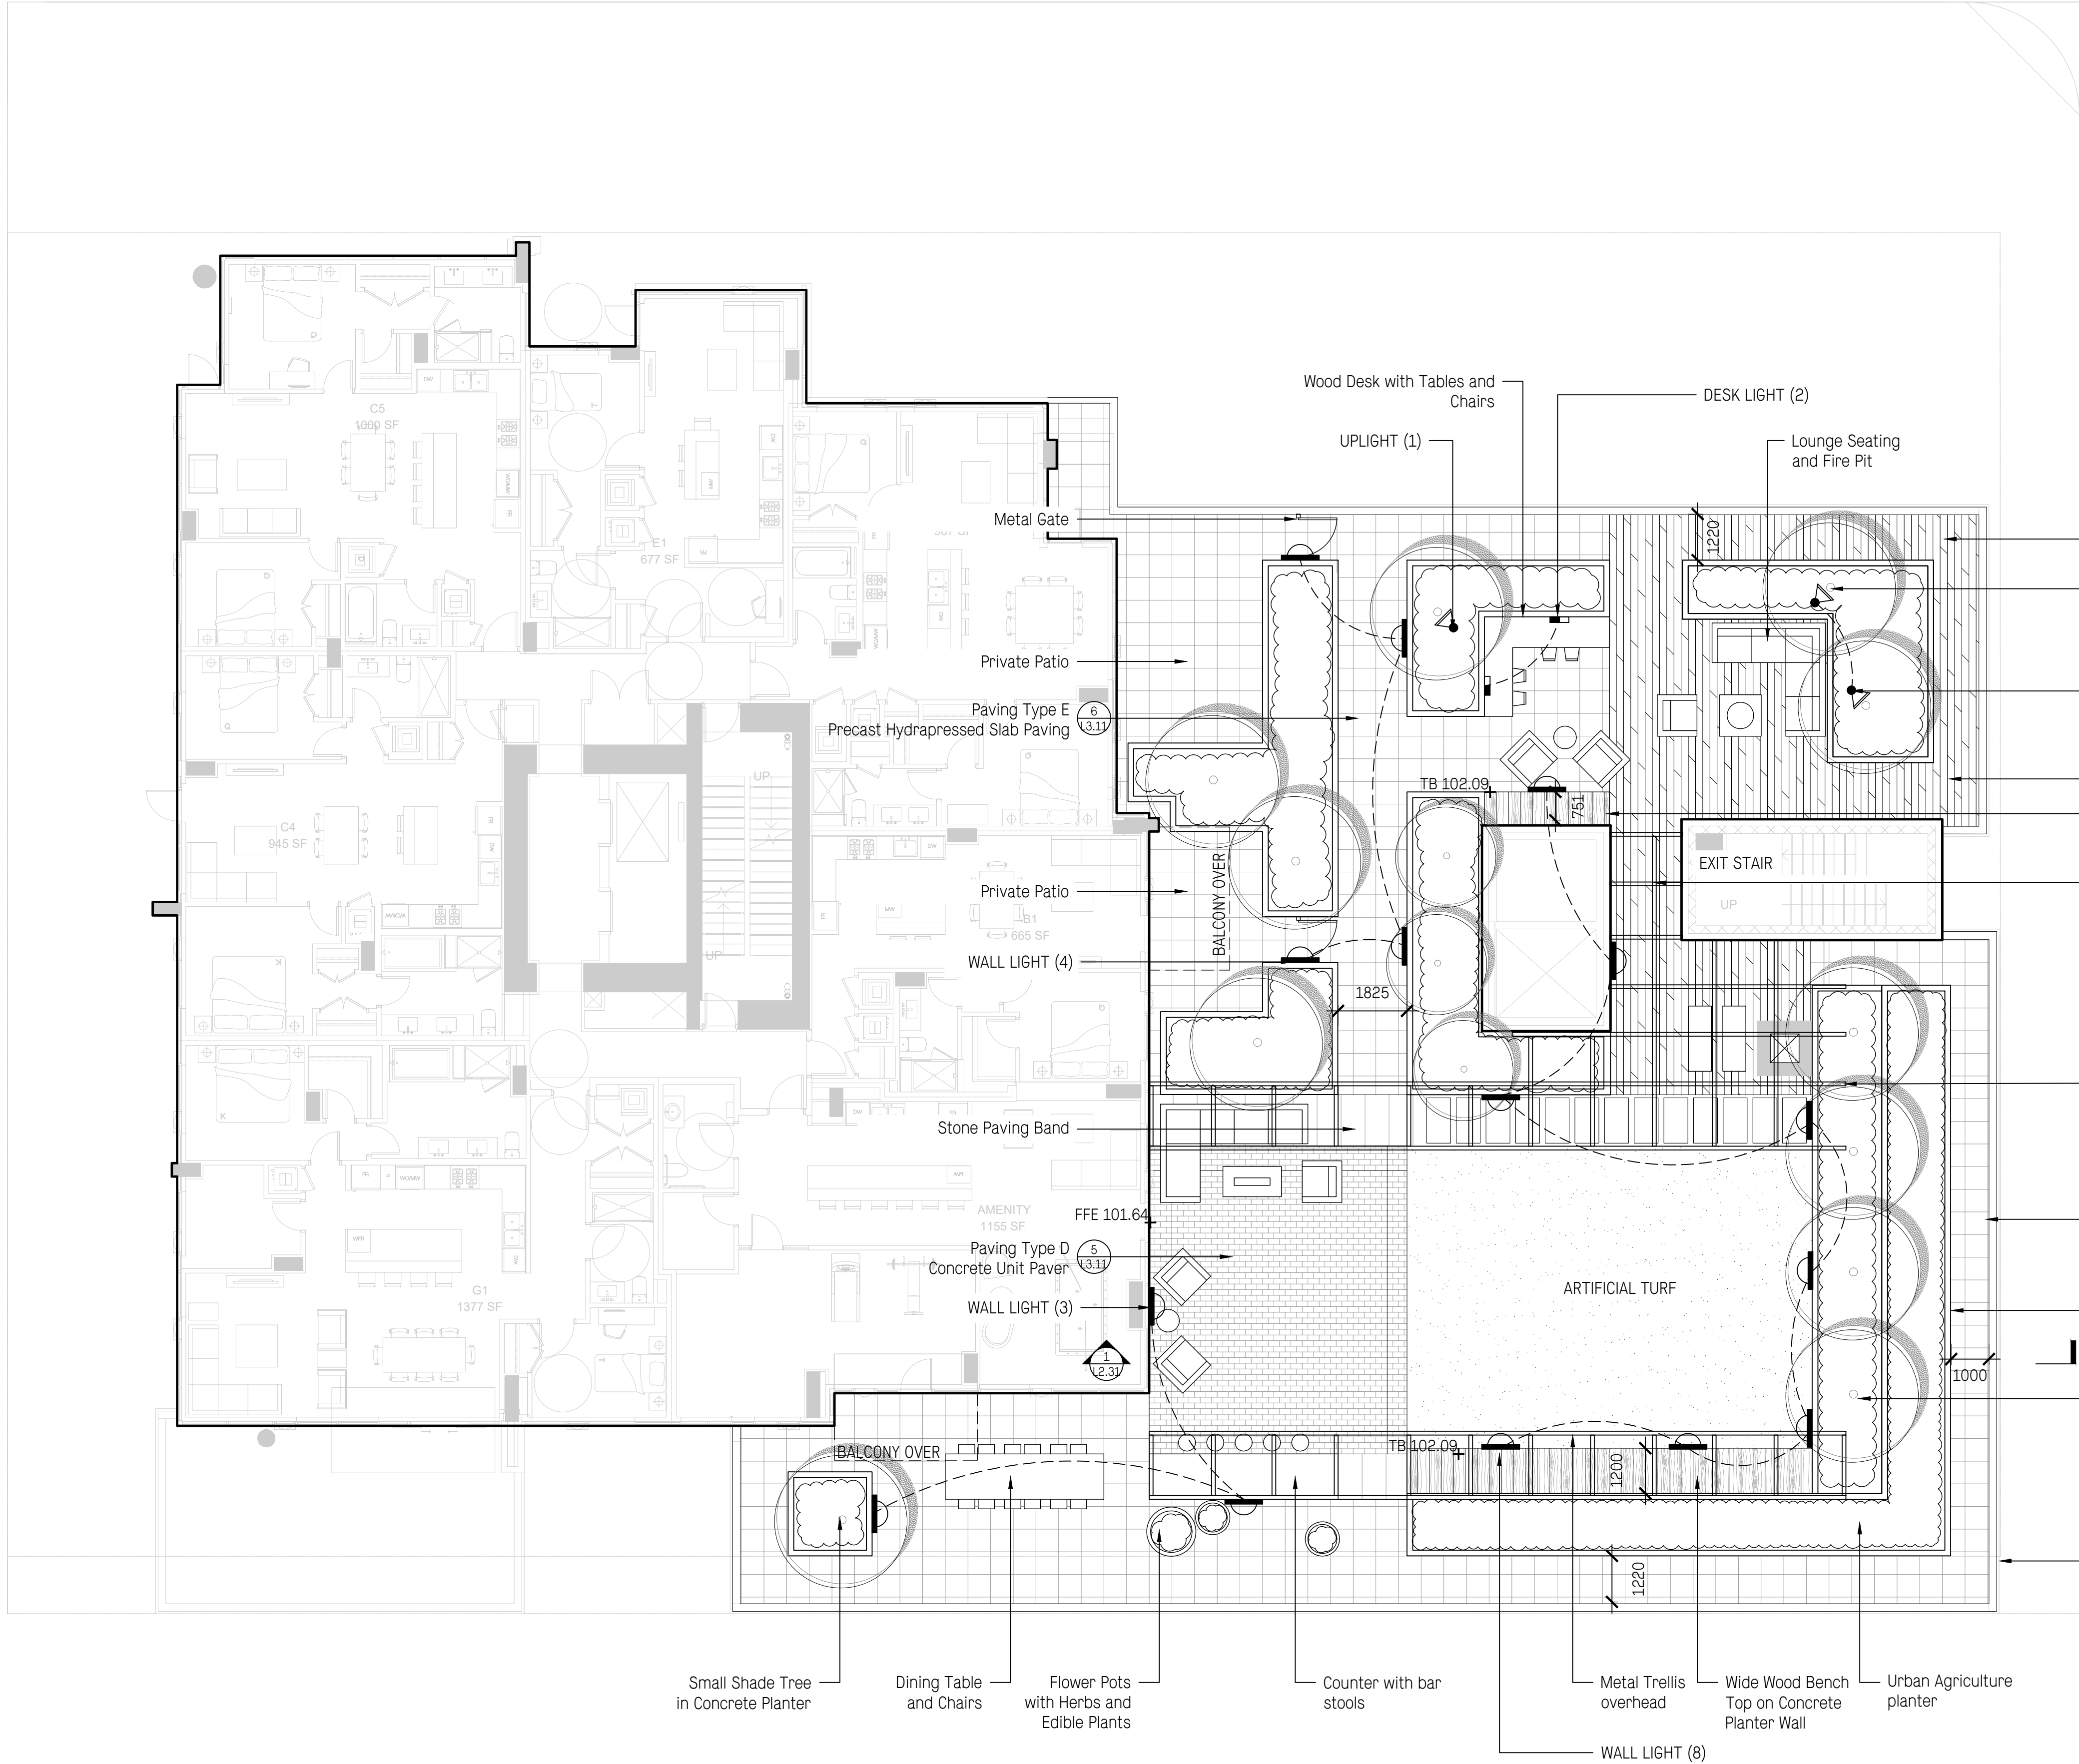 Wood Desk with Tables and
Chairs
DESK LIGHT (2)
UPLIGHT (1)
Lounge Seating
and Fire Pit
C5
1000 SF
E1
677 SF
Metal Gate
1220
Private Patio
Paving Type E
Precast Hydrapressed Slab Paving
6
L3.11
TB 102.09
751
UP
C4
945 SF
EXIT STAIR
UP
Private Patio
BALCONY OVER
B1
665 SF
UP
WALL LIGHT (4)
1825
Stone Paving Band
AMENITY
1155 SF
FFE 101.64
Paving Type D
Concrete Unit Paver
5
L3.11
ARTIFICIAL TURF
G1
1377 SF
WALL LIGHT (3)
1
L2.31
1000
BALCONY OVER
TB 102.09
1200
1220
Small Shade Tree
in Concrete Planter
Dining Table
and Chairs
Flower Pots
with Herbs and
Edible Plants
Counter with bar
stools
Metal Trellis
overhead
Wide Wood Bench
Top on Concrete
Planter Wall
Urban Agriculture
planter
WALL LIGHT (8)